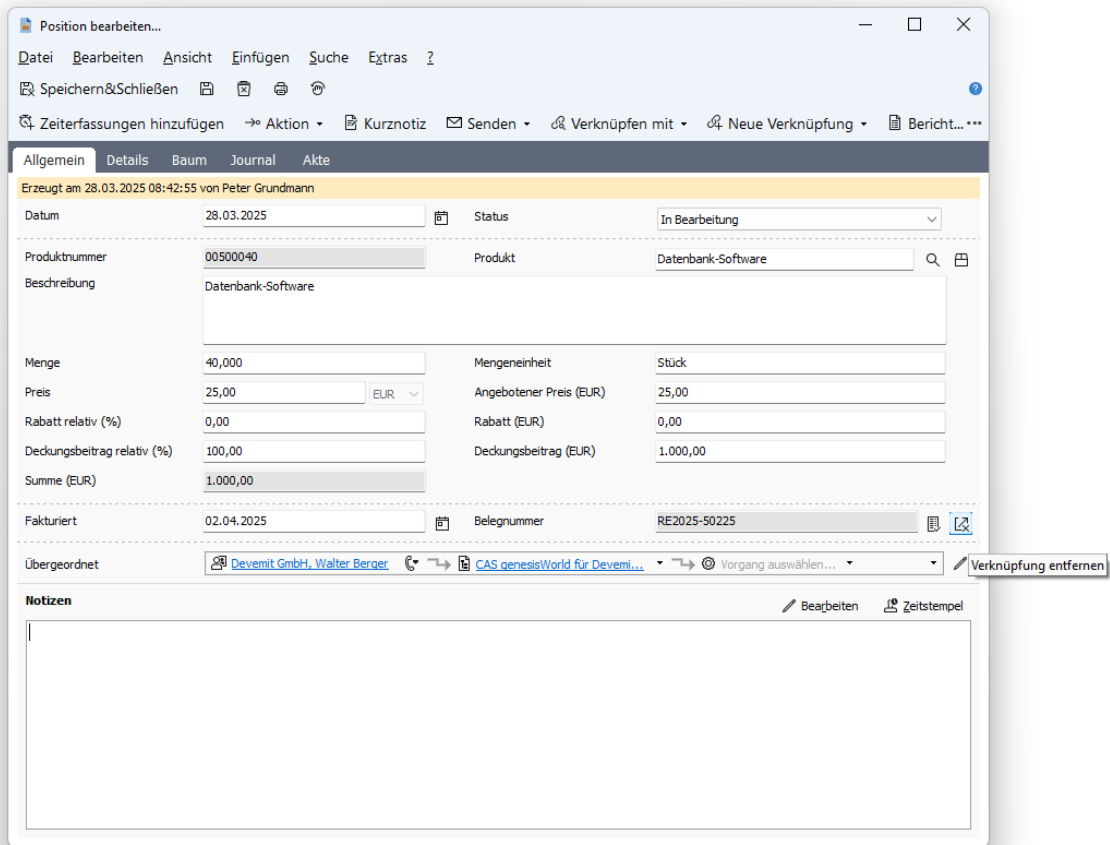 Position bearbeiten...
Datei Bearbeiten Ansicht Einfügen Suche Extras ?
Speichern&Schließen
Zeiterfassungen hinzufügen Aktion Kurznotiz Senden Verknüpfen mit Neue Verknüpfung Bericht...
Allgemein Details Baum Journal Akte
Erzeugt am 28.03.2025 08:42:55 von Peter Grundmann
Datum 28.03.2025 Status In Bearbeitung
Produktnummer 00500040 Produkt Datenbank-Software
Beschreibung Datenbank-Software
Menge 40,000 Mengeneinheit Stück
Preis 25,00 EUR Angebotener Preis (EUR) 25,00
Rabatt relativ (%) 0,00 Rabatt (EUR) 0,00
Deckungsbeitrag relativ (%) 100,00 Deckungsbeitrag (EUR) 1.000,00
Summe (EUR) 1.000,00
Fakturiert 02.04.2025 Belegnummer RE2025-50225
Übergeordnet Devemit GmbH, Walter Berger CAS genesisWorld für Devemi... Vorgang auswählen... Verknüpfung entfernen
Notizen Bearbeiten Zeitstempel